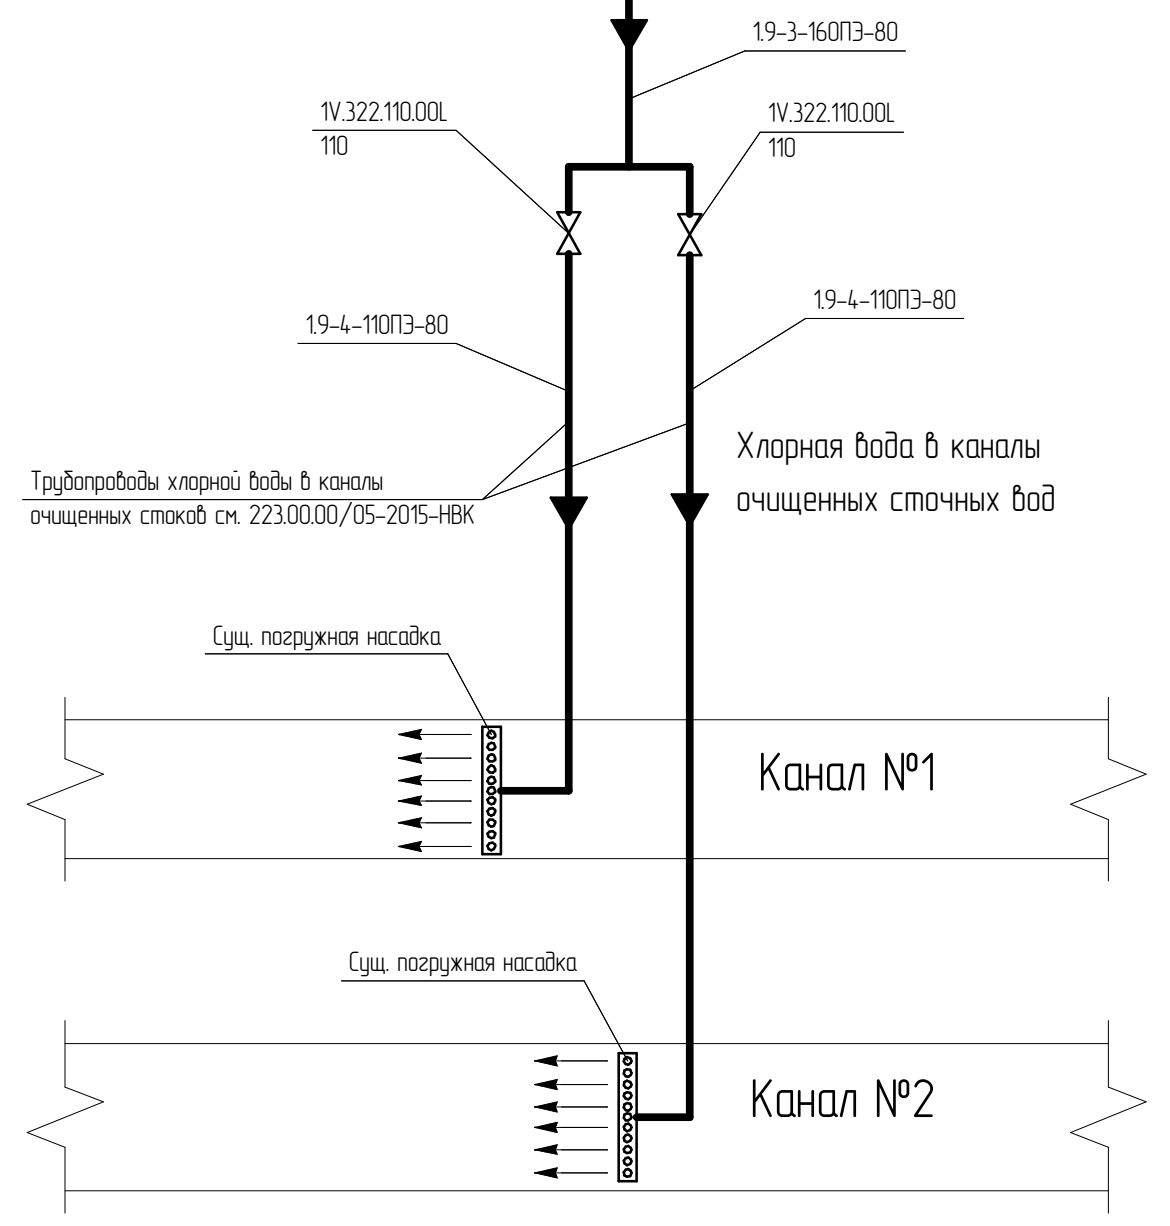 1.9-3-160ПЭ-80
1V.322.110.00L
110
1V.322.110.00L
110
1.9-4-110ПЭ-80
1.9-4-110ПЭ-80
Хлорная вода в каналы
очищенных сточных вод
Трубопроводы хлорной воды в каналы
очищенных стоков см. 223.00.00/05-2015-НВК
Сущ. погружная насадка
Канал №1
Сущ. погружная насадка
Канал №2